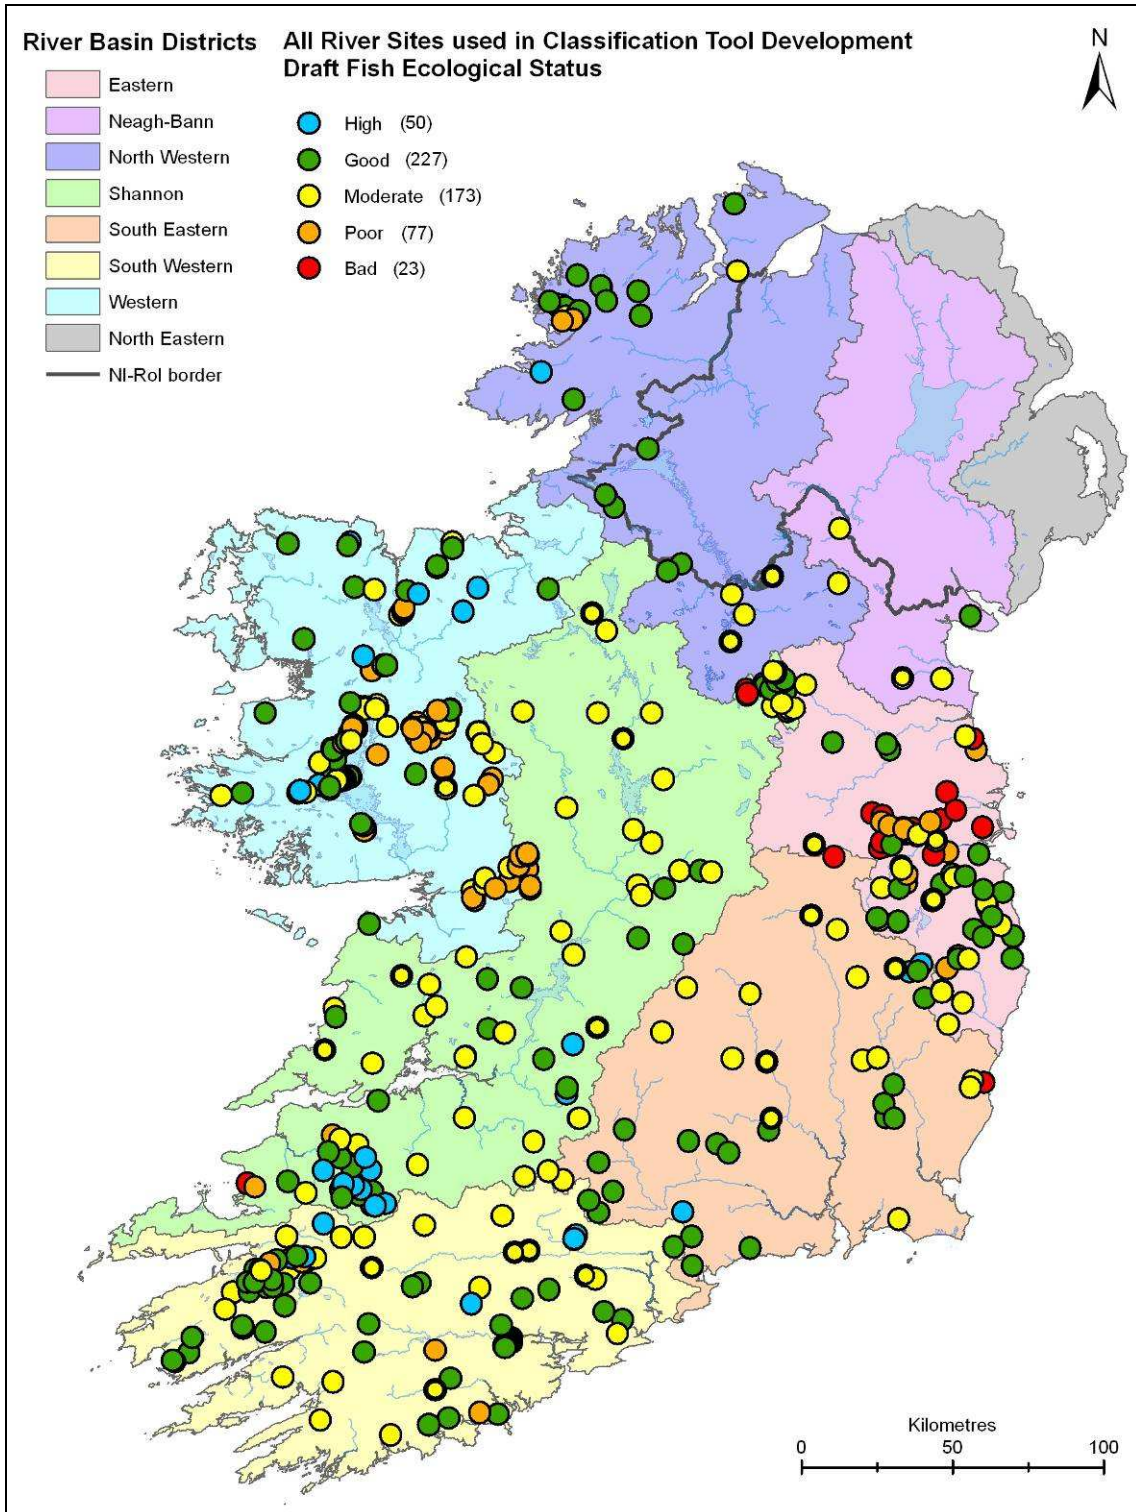 River Basin Districts
Eastern
Neagh-Bann
North Western
Shannon
South Eastern
South Western
Western
North Eastern
NI-RoI border
All River Sites used in Classification Tool Development
Draft Fish Ecological Status
High (50)
Good (227)
Moderate (173)
Poor (77)
Bad (23)
N
Kilometres
0 50 100